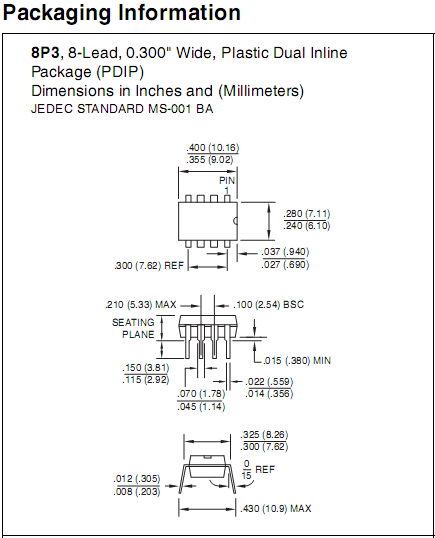 Packaging Information
8P3, 8-Lead, 0.300" Wide, Plastic Dual Inline
Package (PDIP)
Dimensions in Inches and (Millimeters)
JEDEC STANDARD MS-001 BA
.400 (10.16)
.355 (9.02)
PIN
1
.280 (7.11)
.240 (6.10)
.037 (.940)
.027 (.690)
.300 (7.62) REF
.210 (5.33) MAX
.100 (2.54) BSC
SEATING
PLANE
.015 (.380) MIN
.150 (3.81)
.115 (2.92)
.022 (.559)
.014 (.356)
.070 (1.78)
.045 (1.14)
.325 (8.26)
.300 (7.62)
0
15 REF
.012 (.305)
.008 (.203)
.430 (10.9) MAX